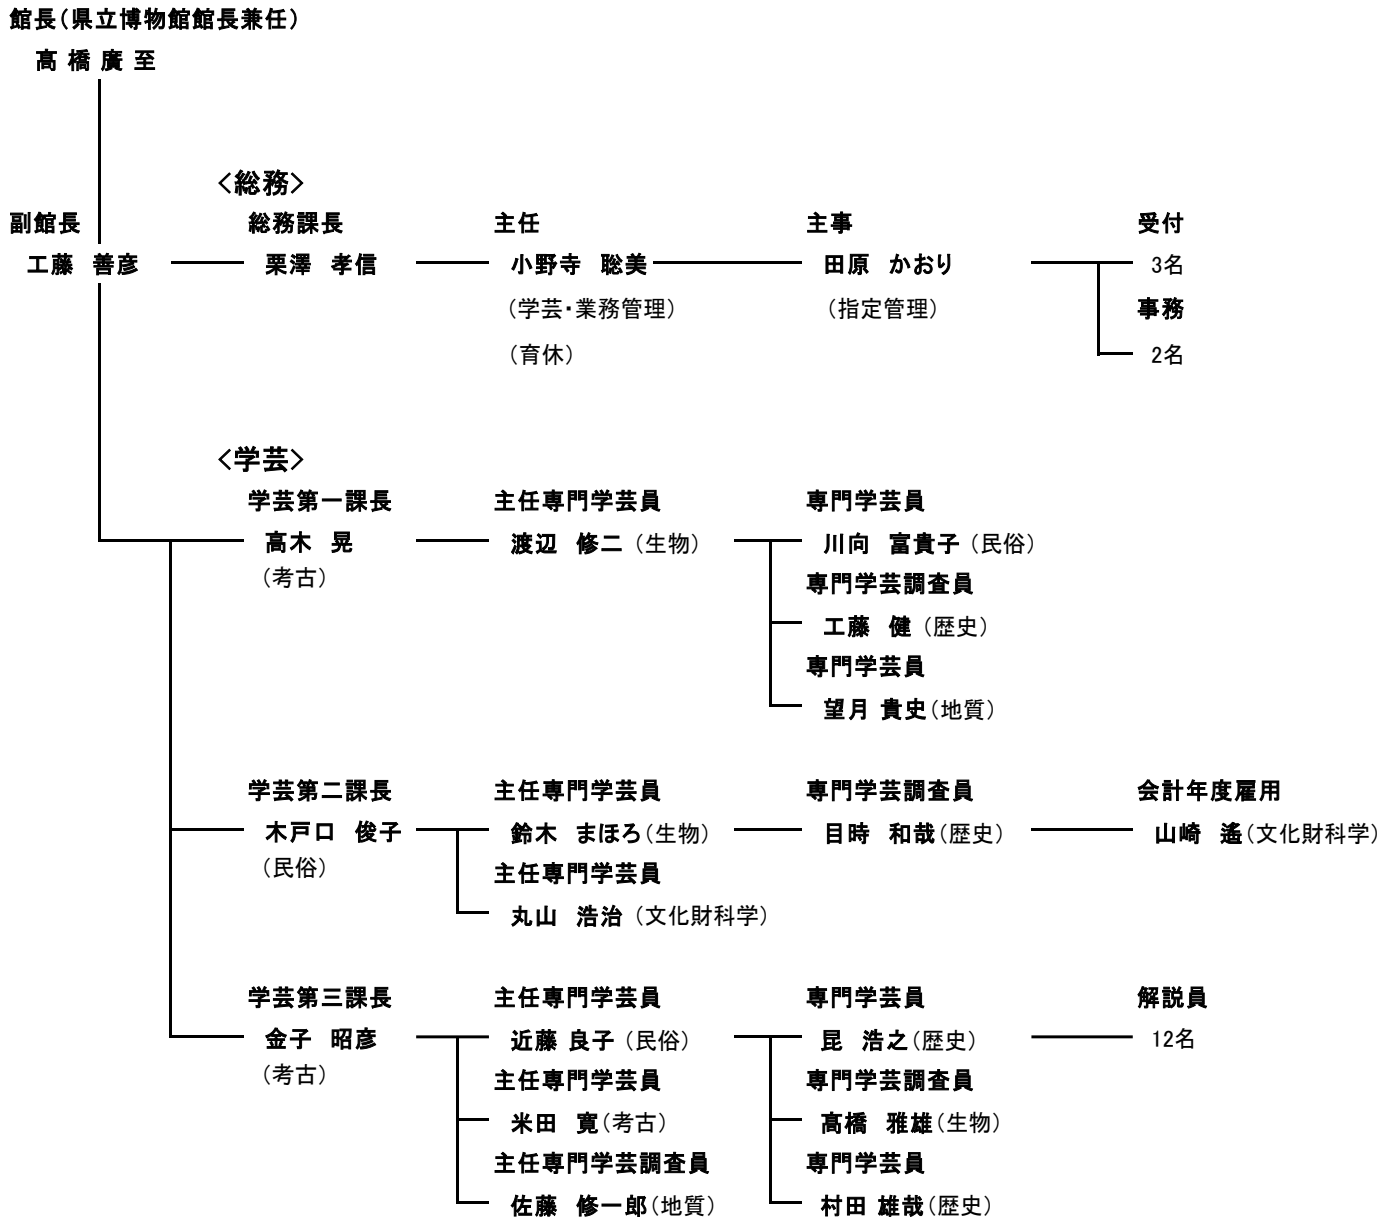 館長（県立博物館館長兼任）
髙橋廣至
＜総務＞
副館長 総務課長 主任 主事 受付
工藤 善彦 栗澤 孝信 小野寺 聡美 田原 かおり 3名
（学芸・業務管理） （指定管理） 事務
（育休） 2名
＜学芸＞
学芸第一課長 主任専門学芸員 専門学芸員
高木 晃 渡辺 修二（生物） 川向 富貴子（民俗）
（考古） 専門学芸調査員
工藤 健（歴史）
専門学芸員
望月 貴史（地質）
学芸第二課長 主任専門学芸員 専門学芸調査員 会計年度雇用
木戸口 俊子 鈴木 まほろ（生物） 目時 和哉（歴史） 山崎 遙（文化財科学）
（民俗） 主任専門学芸員
丸山 浩治（文化財科学）
学芸第三課長 主任専門学芸員 専門学芸員 解説員
金子 昭彦 近藤 良子（民俗） 昆 浩之（歴史） 12名
（考古） 主任専門学芸員 専門学芸調査員
米田 寛（考古） 髙橋 雅雄（生物）
主任専門学芸調査員 専門学芸員
佐藤 修一郎（地質） 村田 雄哉（歴史）